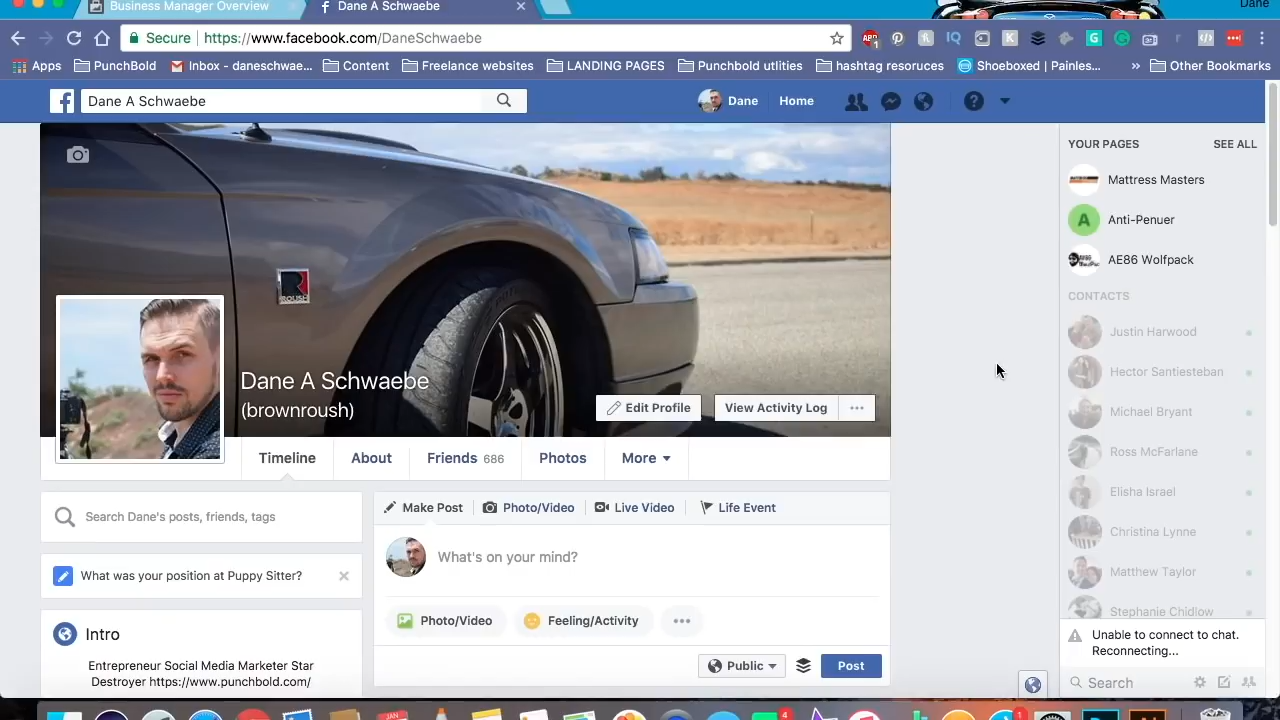 Business Manager Overview
Dane A Schwaebe
Dane
Secure https://www.facebook.com/DaneSchwaebe
Apps PunchBold Inbox - daneschwae... Content Freelance websites LANDING PAGES Punchbold utlities hashtag resoruces Shoeboxed | Painles... » Other Bookmarks
Dane A Schwaebe
Dane Home
YOUR PAGES SEE ALL
Mattress Masters
Anti-Penuer
AE86 Wolfpack
CONTACTS
Justin Harwood
Hector Santiesteban
Michael Bryant
Ross McFarlane
Elisha Israel
Christina Lynne
Matthew Taylor
Stephanie Chidlow
Unable to connect to chat.
Reconnecting...
Search
ROUSH
Dane A Schwaebe
(brownroush)
Edit Profile View Activity Log
Timeline About Friends 686 Photos More
Search Dane's posts, friends, tags
What was your position at Puppy Sitter?
Intro
Entrepreneur Social Media Marketer Star
Destroyer https://www.punchbold.com/
Make Post Photo/Video Live Video Life Event
What's on your mind?
Photo/Video Feeling/Activity
Public Post
JAN
4
1